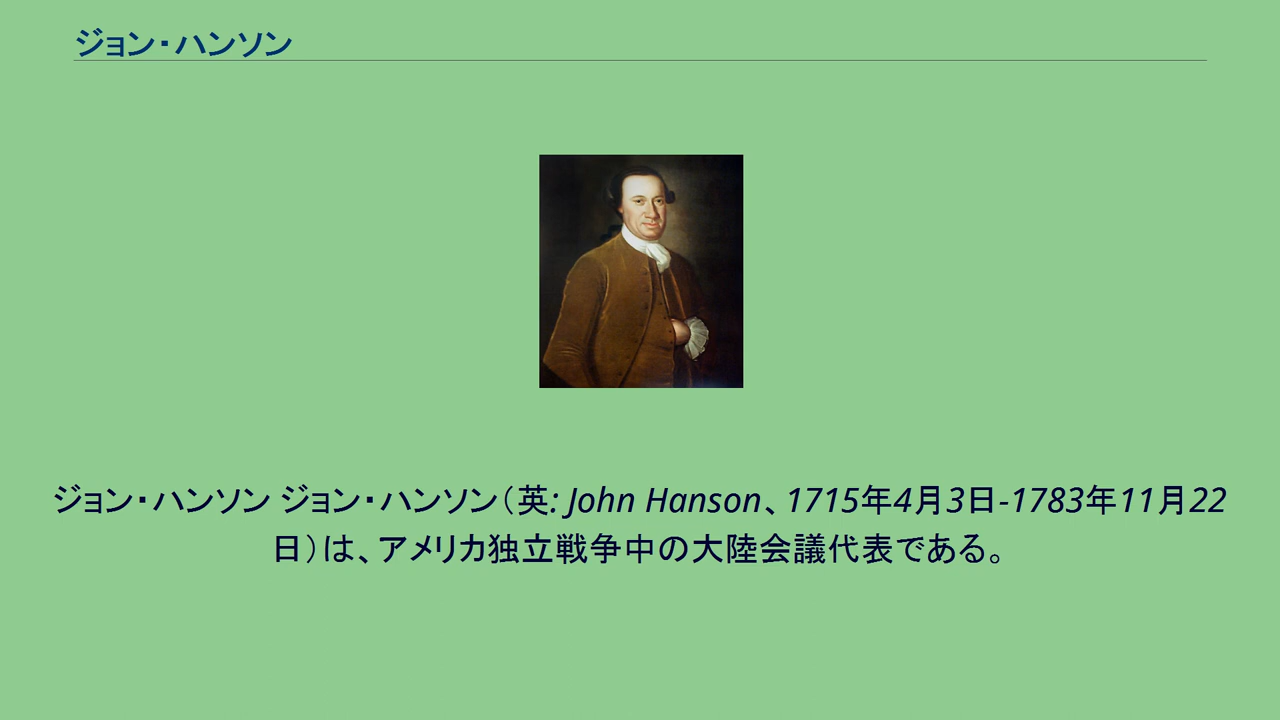 ジョン・ハンソン
ジョン・ハンソン ジョン・ハンソン（英: John Hanson、1715年4月3日-1783年11月22
日）は、アメリカ独立戦争中の大陸会議代表である。